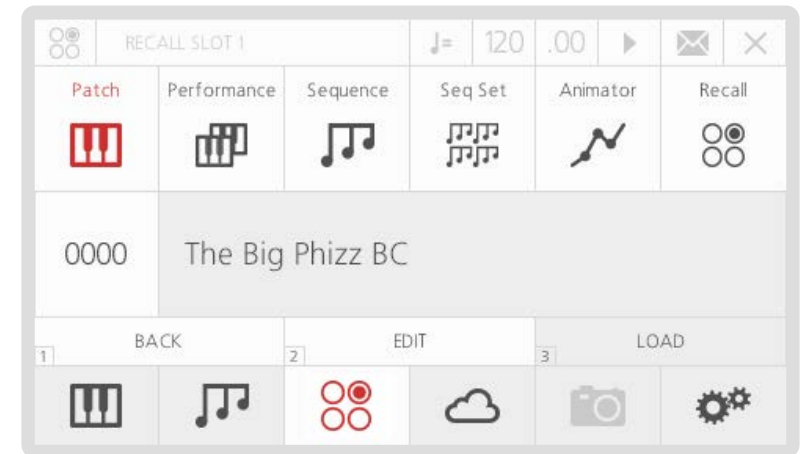 RECALL SLOT 1 ♩= 120 .00
Patch Performance Sequence Seq Set Animator Recall
0000 The Big Phizz BC
BACK EDIT LOAD
1 2 3